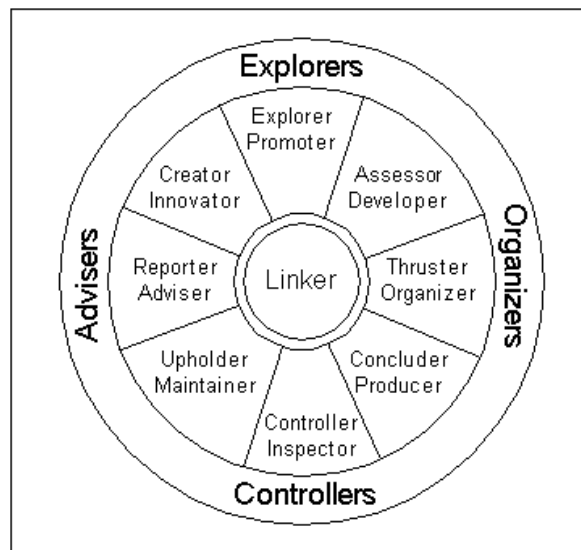 Explorers
Explorer
Promoter
Creator
Innovator
Assessor
Developer
Advisers
Reporter
Adviser
Linker
Thruster
Organizer
Organizers
Upholder
Maintainer
Concluder
Producer
Controller
Inspector
Controllers